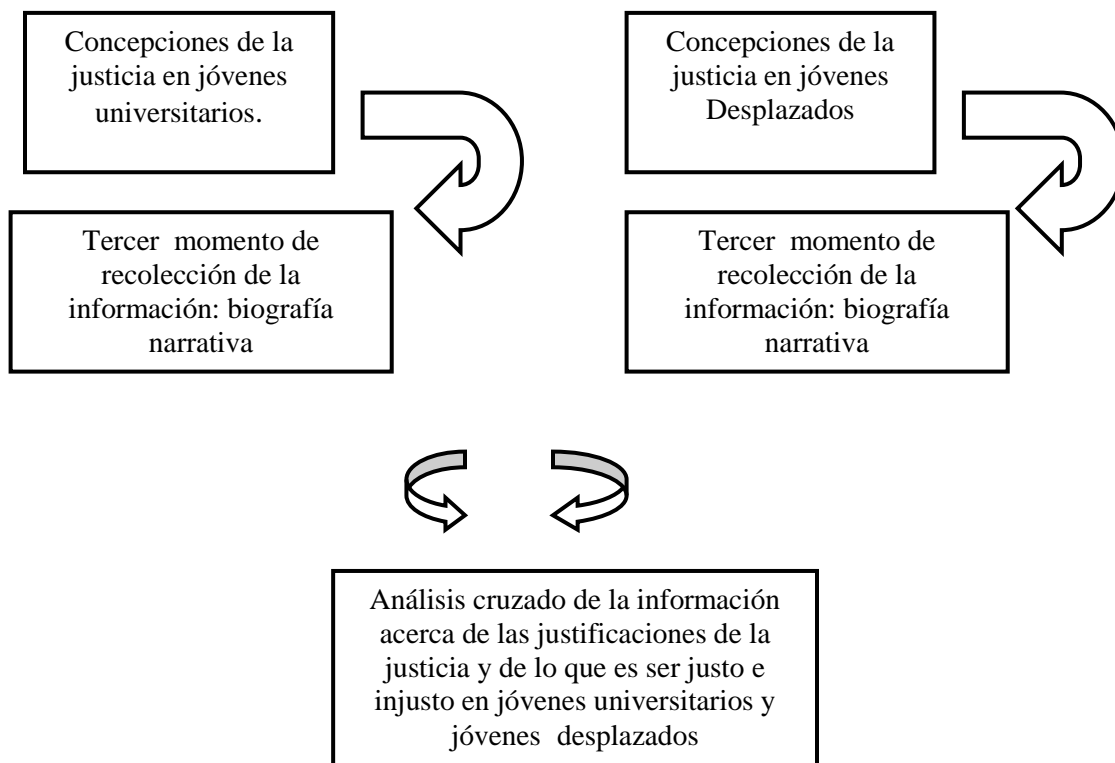 Concepciones de la
justicia en jóvenes
universitarios.
Concepciones de la
justicia en jóvenes
Desplazados
Tercer momento de
recolección de la
información: biografía
narrativa
Tercer momento de
recolección de la
información: biografía
narrativa
Análisis cruzado de la información
acerca de las justificaciones de la
justicia y de lo que es ser justo e
injusto en jóvenes universitarios y
jóvenes desplazados